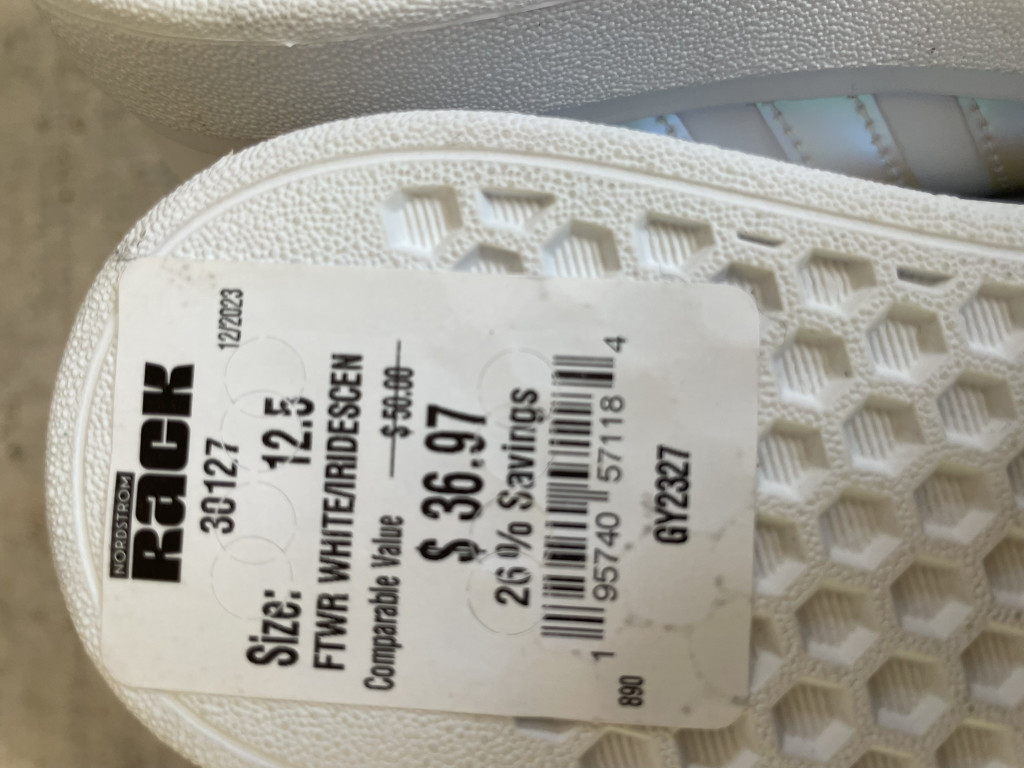 NORDSTROM
Rack
30127 12/2023
Size: 12.5
FTWR WHITE/IRIDESCEN
Comparable Value $ 50.00
$ 36.97
26 % Savings
1 95740 57118 4
890 GY2327